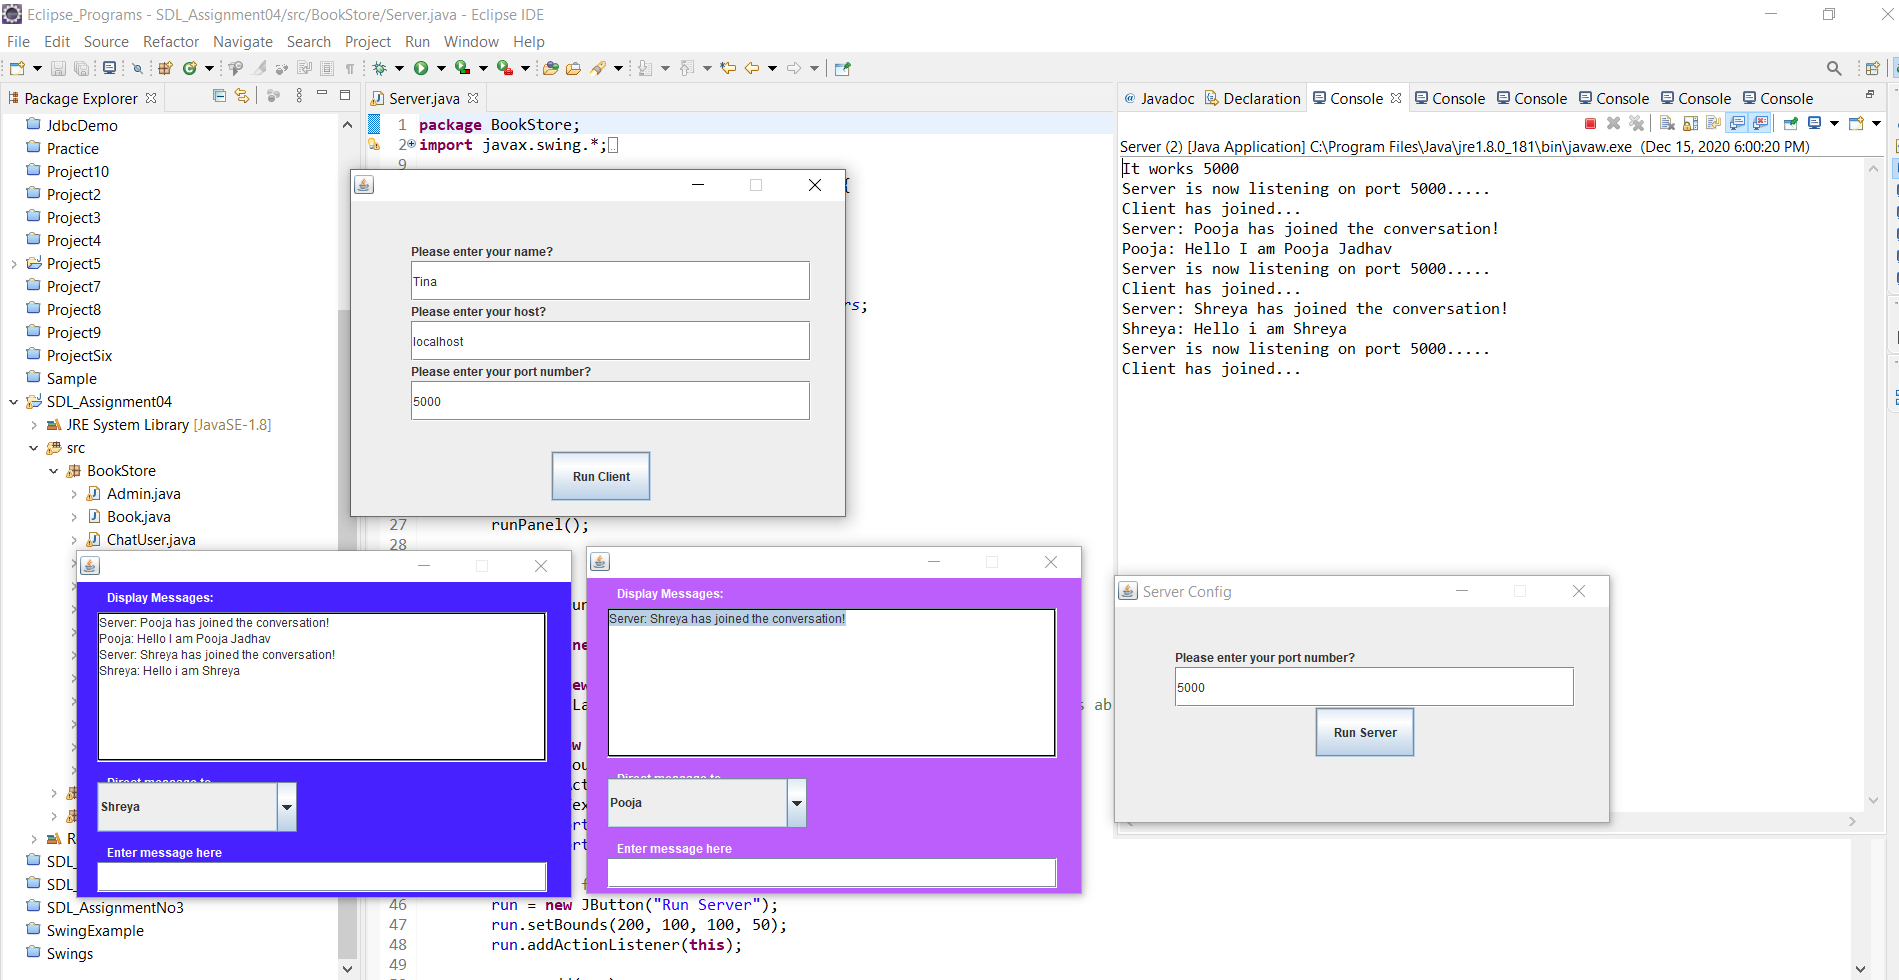 Eclipse_Programs - SDL_Assignment04/src/BookStore/Server.java - Eclipse IDE
File Edit Source Refactor Navigate Search Project Run Window Help
Package Explorer
JdbcDemo
Practice
Project10
Project2
Project3
Project4
Project5
Project7
Project8
Project9
ProjectSix
Sample
SDL_Assignment04
JRE System Library [JavaSE-1.8]
src
BookStore
Admin.java
Book.java
ChatUser.java
R
SDL_
SDL_
SDL_AssignmentNo3
SwingExample
Swings
Server.java
1 package BookStore;
2 import javax.swing.*;
9
{
rs;
27 runPanel();
28
46 run = new JButton("Run Server");
47 run.setBounds(200, 100, 100, 50);
48 run.addActionListener(this);
49
Please enter your name?
Tina
Please enter your host?
localhost
Please enter your port number?
5000
Run Client
Display Messages:
Server: Pooja has joined the conversation!
Pooja: Hello I am Pooja Jadhav
Server: Shreya has joined the conversation!
Shreya: Hello i am Shreya
Direct message to
Shreya
Enter message here
Display Messages:
Server: Shreya has joined the conversation!
Direct message to
Pooja
Enter message here
s ab
@ Javadoc Declaration Console Console Console Console Console Console
Server (2) [Java Application] C:\Program Files\Java\jre1.8.0_181\bin\javaw.exe (Dec 15, 2020 6:00:20 PM)
It works 5000
Server is now listening on port 5000.....
Client has joined...
Server: Pooja has joined the conversation!
Pooja: Hello I am Pooja Jadhav
Server is now listening on port 5000.....
Client has joined...
Server: Shreya has joined the conversation!
Shreya: Hello i am Shreya
Server is now listening on port 5000.....
Client has joined...
Server Config
Please enter your port number?
5000
Run Server